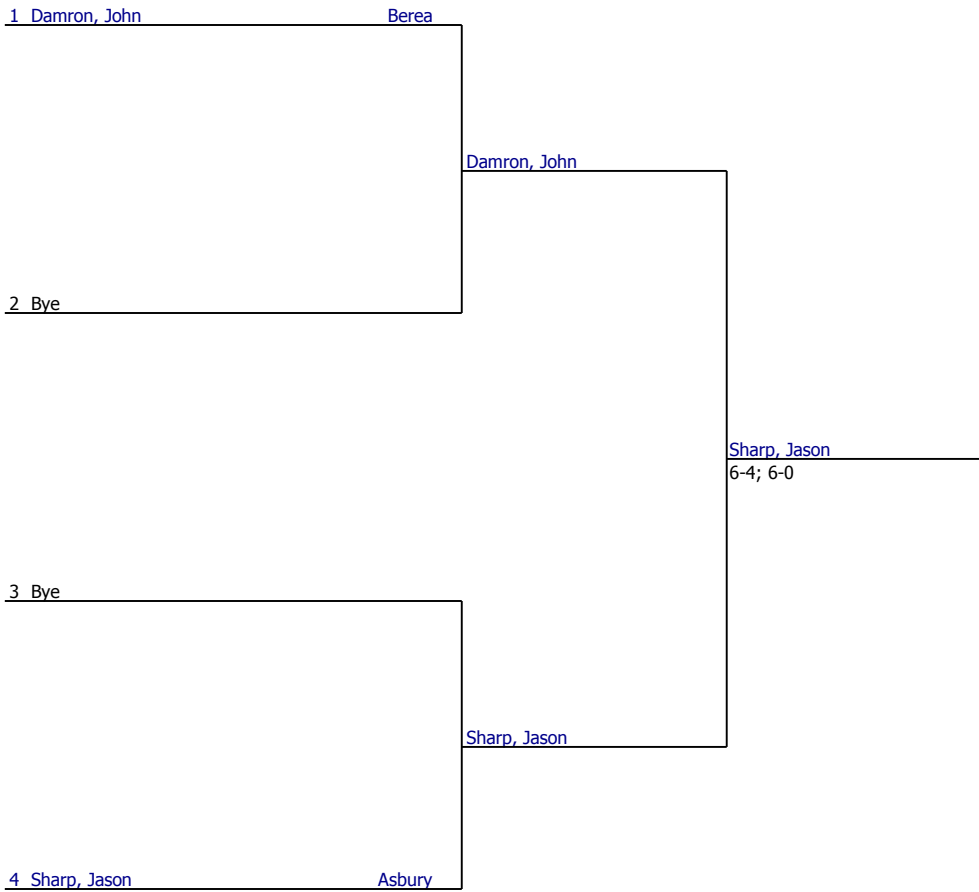 1 Damron, John Berea
Damron, John
2 Bye
Sharp, Jason
6-4; 6-0
3 Bye
Sharp, Jason
4 Sharp, Jason Asbury